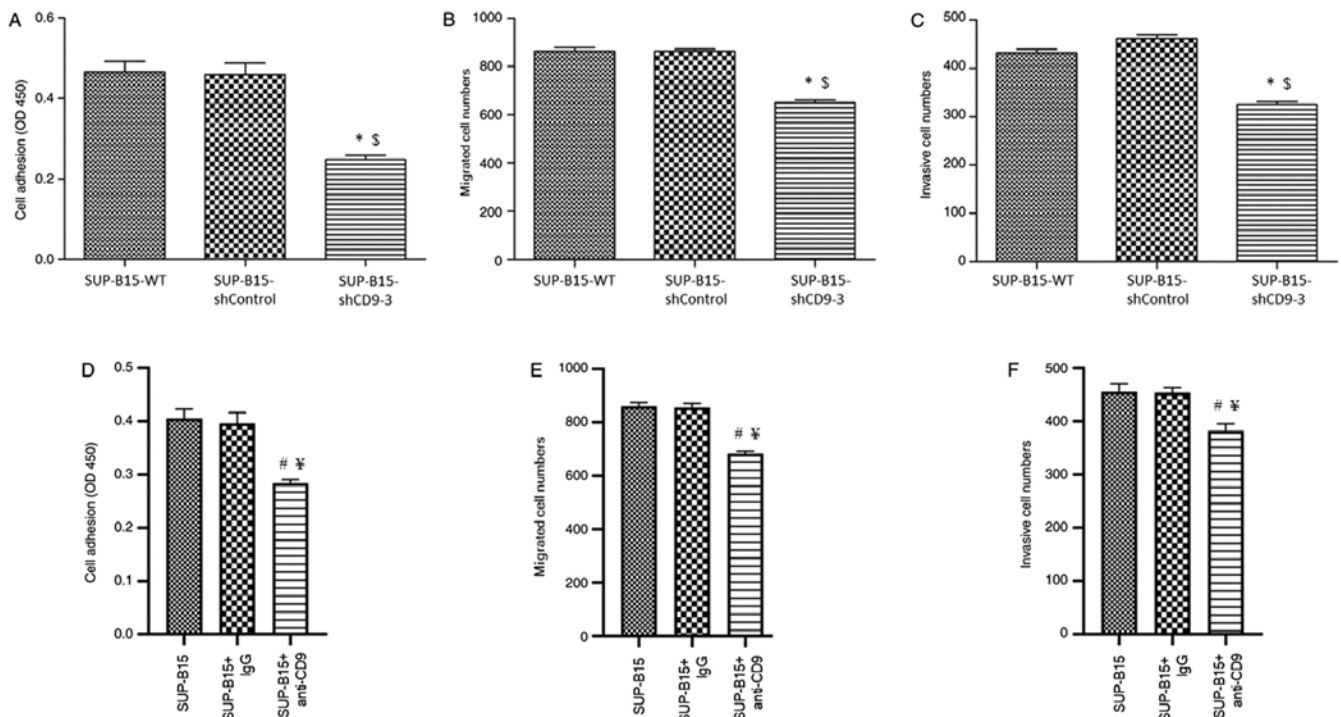 A
Cell adhesion (OD 450)
0.6
0.4
0.2
0.0
* $
SUP-B15-WT
SUP-B15-
shControl
SUP-B15-
shCD9-3
B
Migrated cell numbers
1000
800
600
400
200
0
* $
SUP-B15-WT
SUP-B15-
shControl
SUP-B15-
shCD9-3
C
Invasive cell numbers
500
400
300
200
100
0
* $
SUP-B15-WT
SUP-B15-
shControl
SUP-B15-
shCD9-3
D
Cell adhesion (OD 450)
0.5
0.4
0.3
0.2
0.1
0.0
# ¥
SUP-B15
SUP-B15+
IgG
SUP-B15+
anti-CD9
E
Migrated cell numbers
1000
800
600
400
200
0
# ¥
SUP-B15
SUP-B15+
IgG
SUP-B15+
anti-CD9
F
Invasive cell numbers
500
400
300
200
100
0
# ¥
SUP-B15
SUP-B15+
IgG
SUP-B15+
anti-CD9